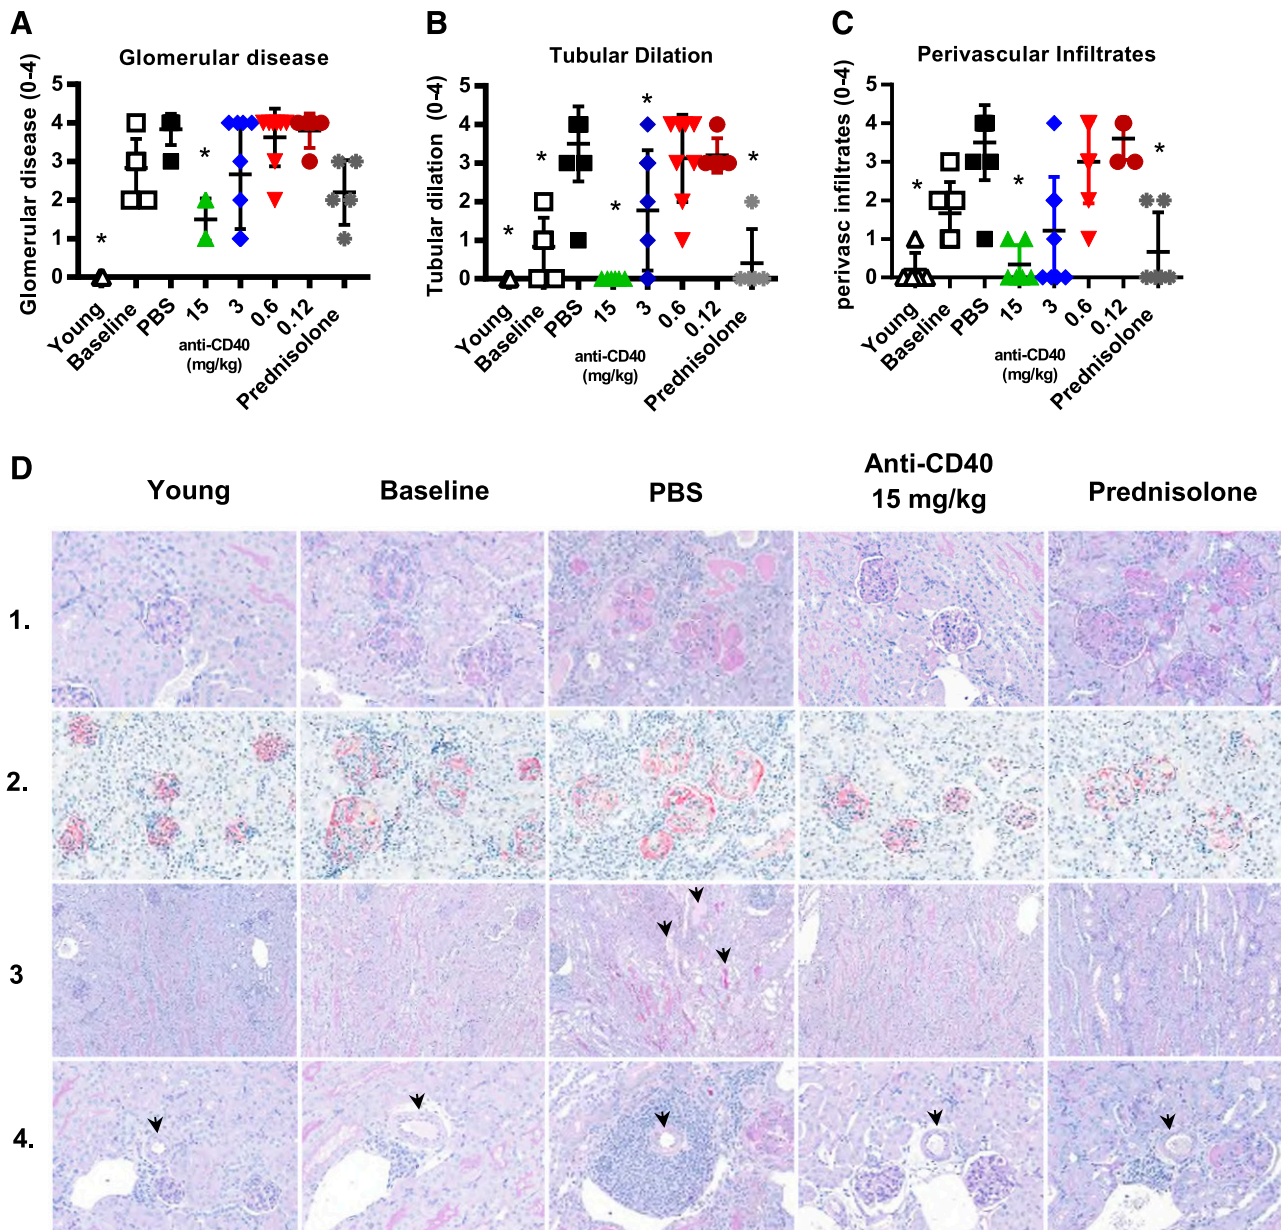 A
Glomerular disease
Glomerular disease (0-4)
5
4
3
2
1
0
*
*
Young
Baseline
PBS
15
3
0.6
0.12
Prednisolone
anti-CD40
(mg/kg)
B
Tubular Dilation
Tubular dilation (0-4)
5
4
3
2
1
0
*
*
*
*
*
Young
Baseline
PBS
15
3
0.6
0.12
Prednisolone
anti-CD40
(mg/kg)
C
Perivascular Infiltrates
perivasc infiltrates (0-4)
5
4
3
2
1
0
*
*
*
Young
Baseline
PBS
15
3
0.6
0.12
Prednisolone
anti-CD40
(mg/kg)
D
Young
Baseline
PBS
Anti-CD40
15 mg/kg
Prednisolone
1.
2.
3
4.